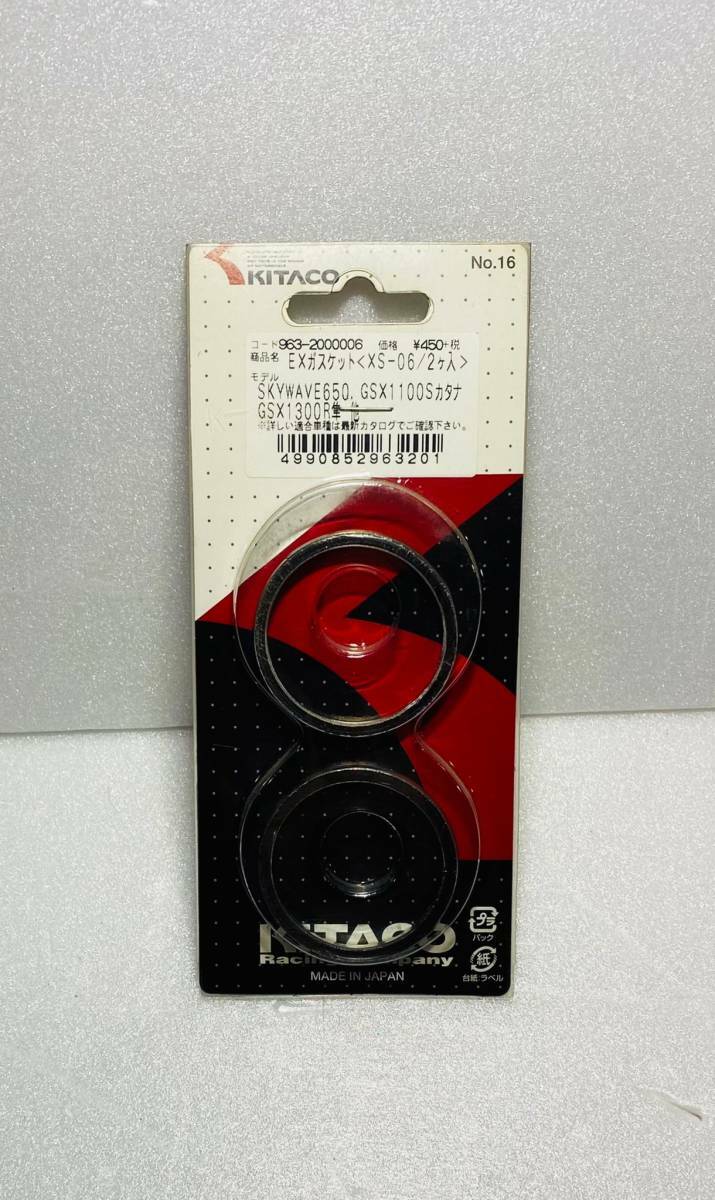 KITACO
No.16
コード 963-2000006 価格 ¥450+税
商品名 EXガスケット<XS-06/2ヶ入>
モデル
SKYWAVE650, GSX1100Sカタナ
GSX1300R隼 他
※詳しい適合車種は最新カタログでご確認下さい。
4990852963201
KITACO
Racing Company
MADE IN JAPAN
プラ
パック
紙
台紙:ラベル